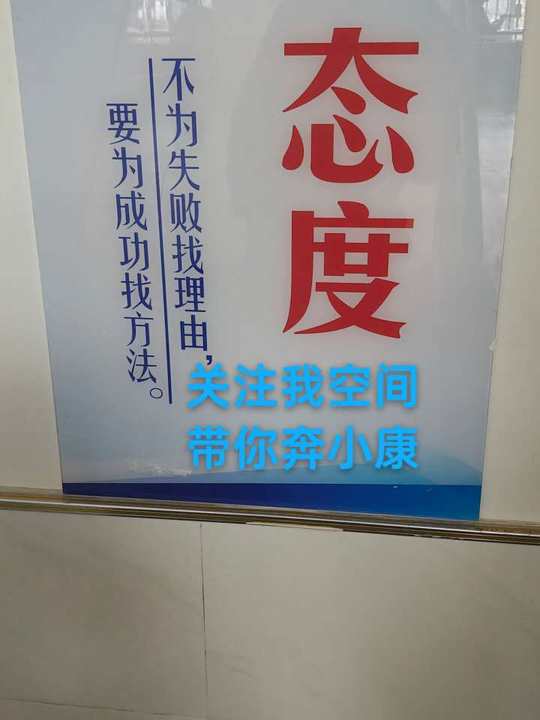 态度
不为失败找理由，
要为成功找方法。
关注我空间
带你奔小康